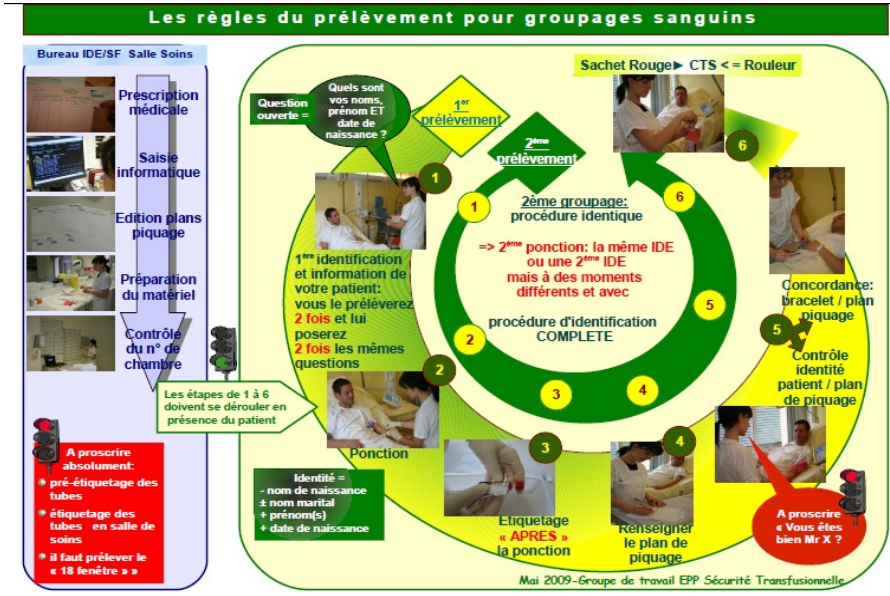 Les règles du prélèvement pour groupages sanguins
Bureau IDE/SF Salle Soins
Prescription
médicale
Saisie
informatique
Edition plans
piquage
Préparation
du matériel
Contrôle
du n° de
chambre
A proscrire
absolument:
pré-étiquetage des
tubes
étiquetage des
tubes en salle de
soins
il faut prélever le
« 18 fenêtre » »
Les étapes de 1 à 6
doivent se dérouler en
présence du patient
Question
ouverte =
Quels sont
vos noms,
prénom ET
date de
naissance ?
1er
prélèvement
2ème
prélèvement
Sachet Rouge► CTS < = Rouleur
1
1ère identification
et information de
votre patient:
vous le prélèverez
2 fois et lui
poserez
2 fois les mêmes
questions
2
Ponction
3
Etiquetage
« APRES »
la ponction
4
Renseigner
le plan de
piquage
5
Concordance:
bracelet / plan
piquage
Contrôle
identité
patient / plan
de piquage
6
1
2
3
4
5
6
2ème groupage:
procédure identique
=> 2ème ponction: la même IDE
ou une 2ème IDE
mais à des moments
différents et avec
procédure d'identification
COMPLETE
Identité =
- nom de naissance
± nom marital
+ prénom(s)
+ date de naissance
A proscrire
« Vous êtes
bien Mr X ?
Mai 2009-Groupe de travail EPP Sécurité Transfusionnelle